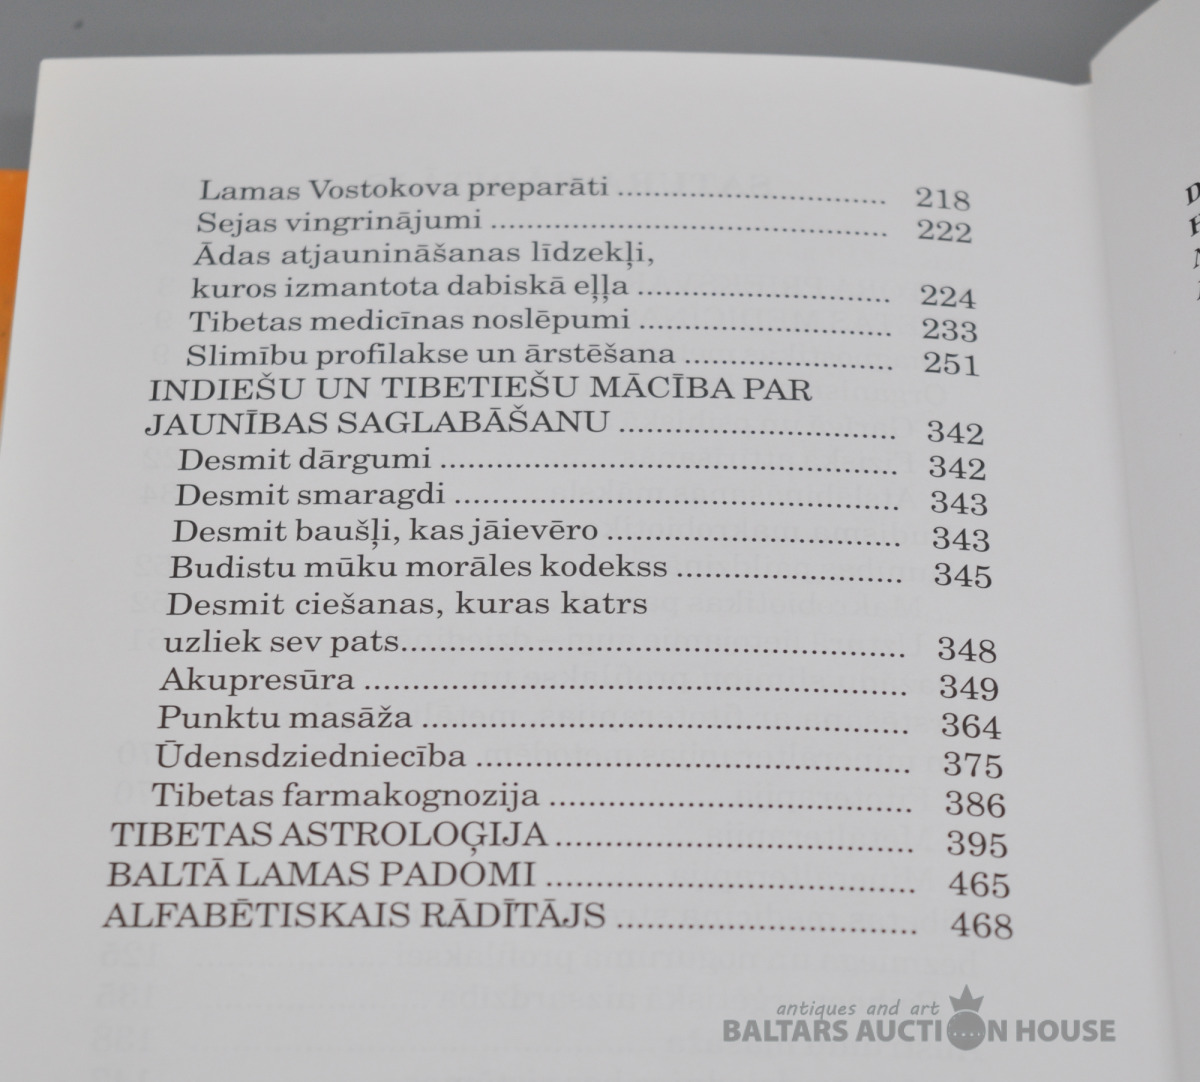 Lamas Vostokova preparāti ................................ 218
Sejas vingrinājumi ................................................ 222
Ādas atjaunināšanas līdzekļi,
kuros izmantota dabiskā eļļa .............................. 224
Tibetas medicīnas noslēpumi .............................. 233
Slimību profilakse un ārstēšana ......................... 251
INDIEŠU UN TIBETIEŠU MĀCĪBA PAR
JAUNĪBAS SAGLABĀŠANU ................................. 342
Desmit dārgumi ..................................................... 342
Desmit smaragdi ..................................................... 343
Desmit baušļi, kas jāievēro ................................... 343
Budistu mūku morāles kodekss ........................... 345
Desmit ciešanas, kuras katrs
uzliek sev pats.......................................................... 348
Akupresūra .............................................................. 349
Punktu masāža ........................................................ 364
Ūdensdziedniecība .................................................. 375
Tibetas farmakognozija .......................................... 386
TIBETAS ASTROLOĢIJA ......................................... 395
BALTĀ LAMAS PADOMI .......................................... 465
ALFABĒTISKAIS RĀDĪTĀJS .................................. 468
antiques and art
BALTARS AUCTION HOUSE